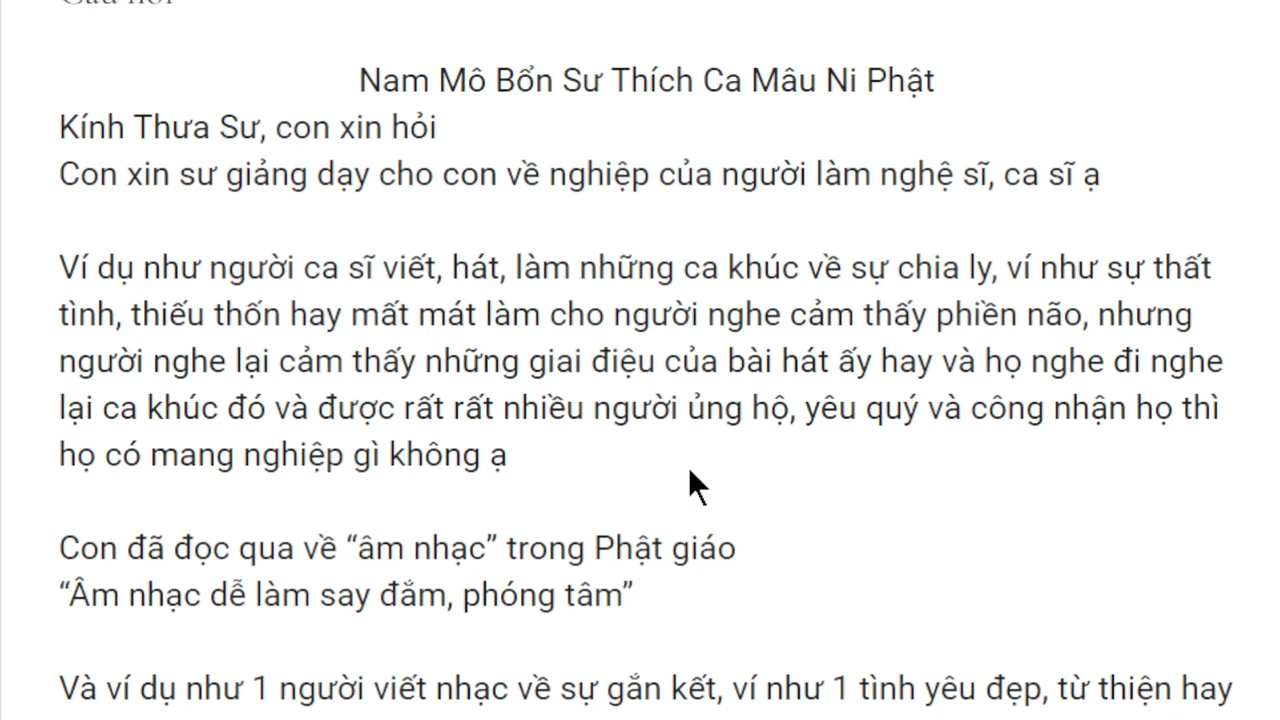 Nam Mô Bổn Sư Thích Ca Mâu Ni Phật
Kính Thưa Sư, con xin hỏi
Con xin sư giảng dạy cho con về nghiệp của người làm nghệ sĩ, ca sĩ ạ
Ví dụ như người ca sĩ viết, hát, làm những ca khúc về sự chia ly, ví như sự thất
tình, thiếu thốn hay mất mát làm cho người nghe cảm thấy phiền não, nhưng
người nghe lại cảm thấy những giai điệu của bài hát ấy hay và họ nghe đi nghe
lại ca khúc đó và được rất rất nhiều người ủng hộ, yêu quý và công nhận họ thì
họ có mang nghiệp gì không ạ
Con đã đọc qua về “âm nhạc” trong Phật giáo
“Âm nhạc dễ làm say đắm, phóng tâm”
Và ví dụ như 1 người viết nhạc về sự gắn kết, ví như 1 tình yêu đẹp, từ thiện hay